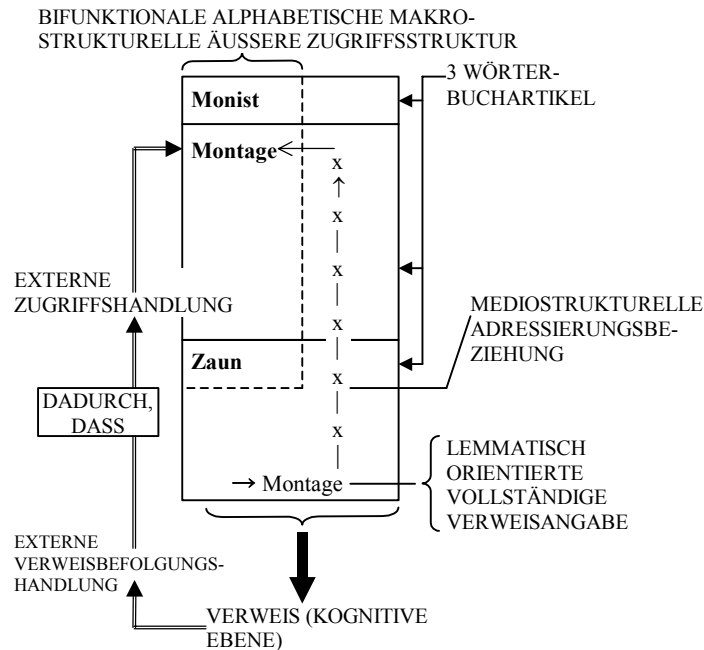 BIFUNKTIONALE ALPHABETISCHE MAKRO-
STRUKTURELLE ÄUSSERE ZUGRIFFSSTRUKTUR
3 WÖRTER-
BUCHARTIKEL
Monist
Montage
x
x
x
x
x
x
EXTERNE
ZUGRIFFSHANDLUNG
MEDIOSTRUKTURELLE
ADRESSIERUNGSBE-
ZIEHUNG
Zaun
DADURCH,
DASS
→ Montage
LEMMATISCH
ORIENTIERTE
VOLLSTÄNDIGE
VERWEISANGABE
EXTERNE
VERWEISBEFOLGUNGS-
HANDLUNG
VERWEIS (KOGNITIVE
EBENE)